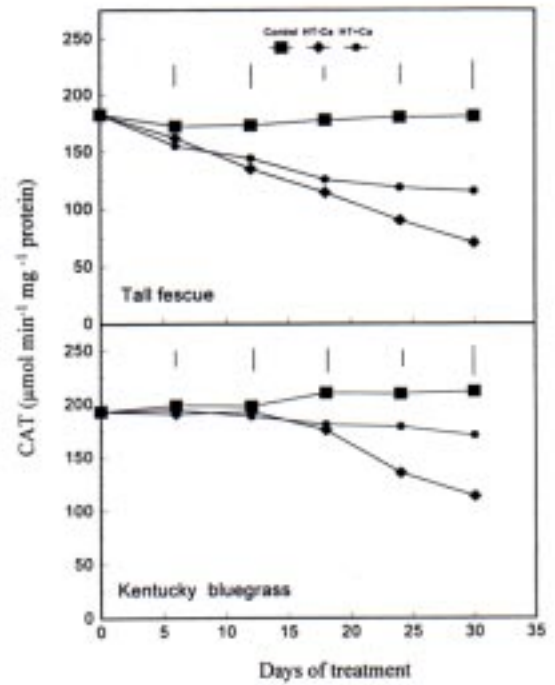 250
Control HT-Ca HT+Ca
200
150
100
50
Tall fescue
0
250
200
150
100
50
Kentucky bluegrass
0
0 5 10 15 20 25 30 35
Days of treatment
CAT (μmol min⁻¹ mg⁻¹ protein)